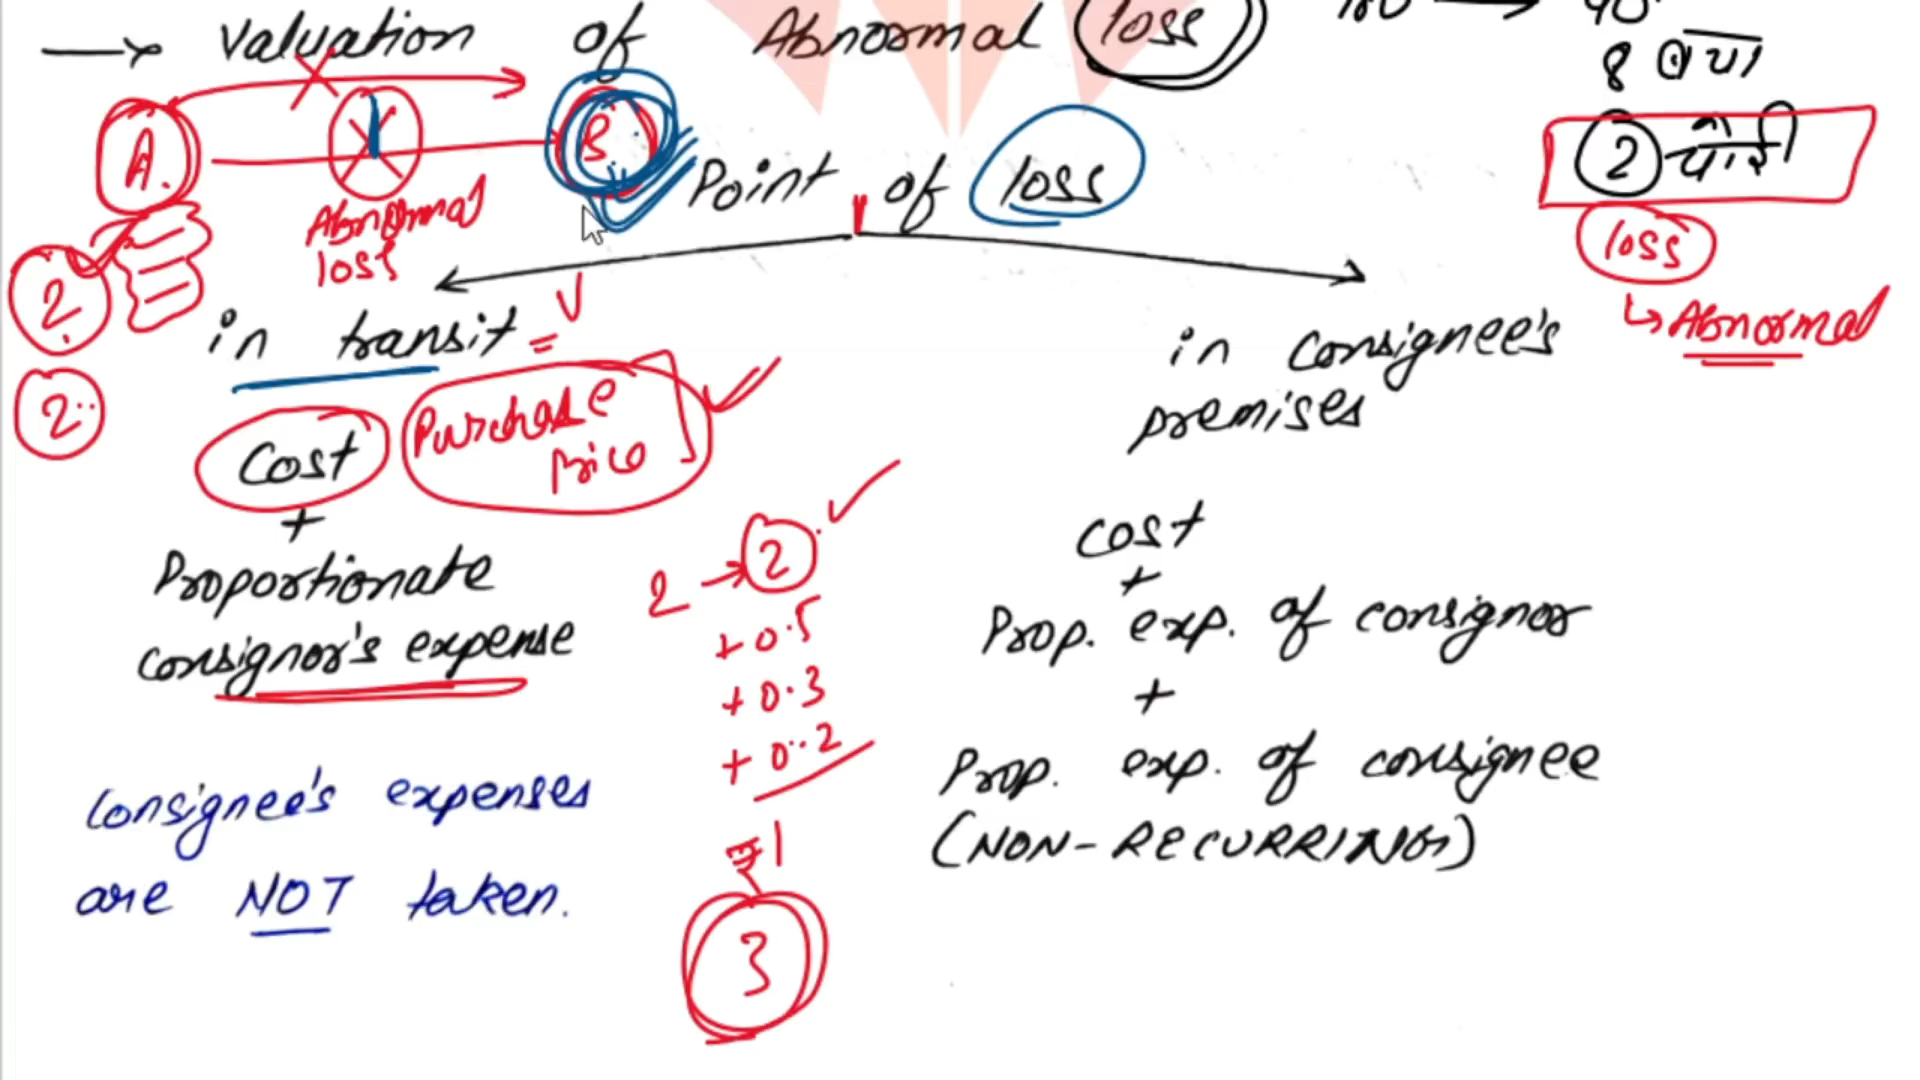 → Valuation of Abnormal loss
8 बचा
2 चोरी
loss
↳ Abnormal
A. B
Abnormal
loss
Point of loss
2
2
in transit =
Cost Purchase
price
+
Proportionate
consignor's expense
Consignee's expenses
are NOT taken.
2 → 2
+ 0.5
+ 0.3
+ 0.2
₹1
3
in consignee's
premises
cost
+
Prop. exp. of consignor
+
Prop. exp. of consignee
(NON-RECURRING)